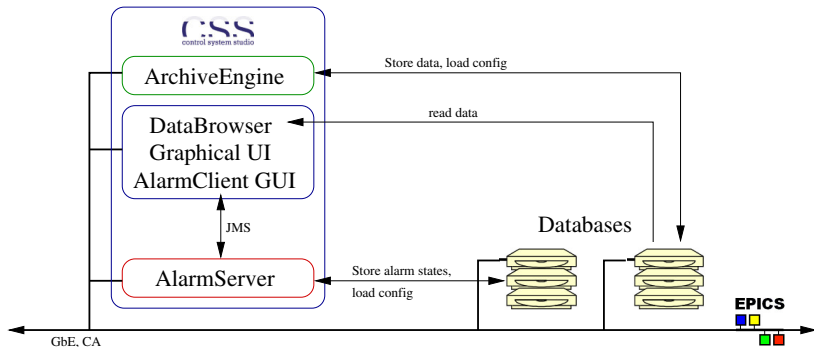 CSS
control system studio
ArchiveEngine
Store data, load config
DataBrowser
Graphical UI
AlarmClient GUI
read data
JMS
Databases
AlarmServer
Store alarm states,
load config
EPICS
GbE, CA